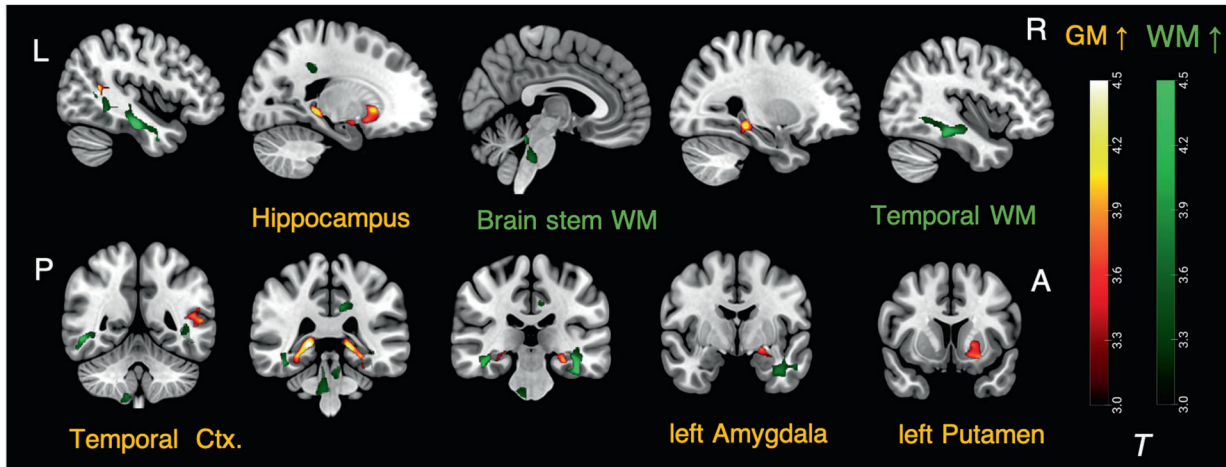 L
R
GM ↑ WM ↑
Hippocampus
Brain stem WM
Temporal WM
P
A
Temporal Ctx.
left Amygdala
left Putamen
4.5
4.2
3.9
3.6
3.3
3.0
4.5
4.2
3.9
3.6
3.3
3.0
T